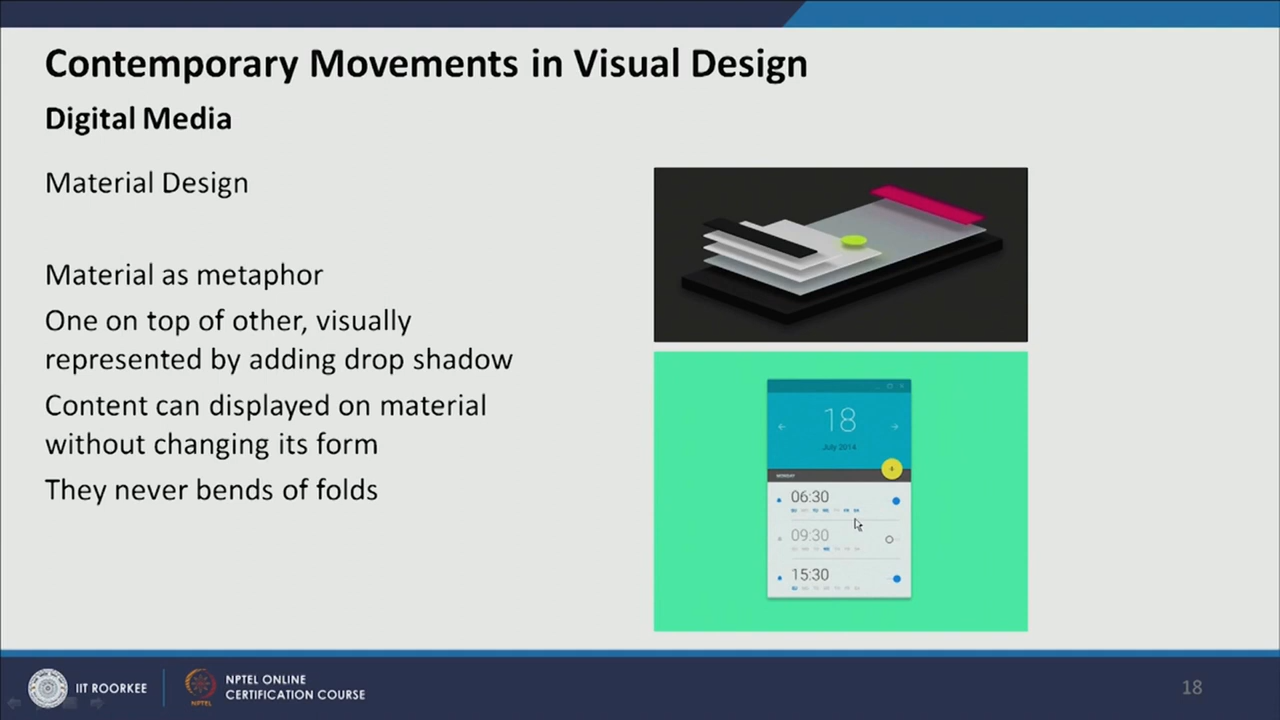 Contemporary Movements in Visual Design
Digital Media
Material Design
Material as metaphor
One on top of other, visually
represented by adding drop shadow
Content can displayed on material
without changing its form
They never bends of folds
18
July 2014
MONDAY
06:30
09:30
15:30
IIT ROORKEE
NPTEL
NPTEL ONLINE
CERTIFICATION COURSE
18